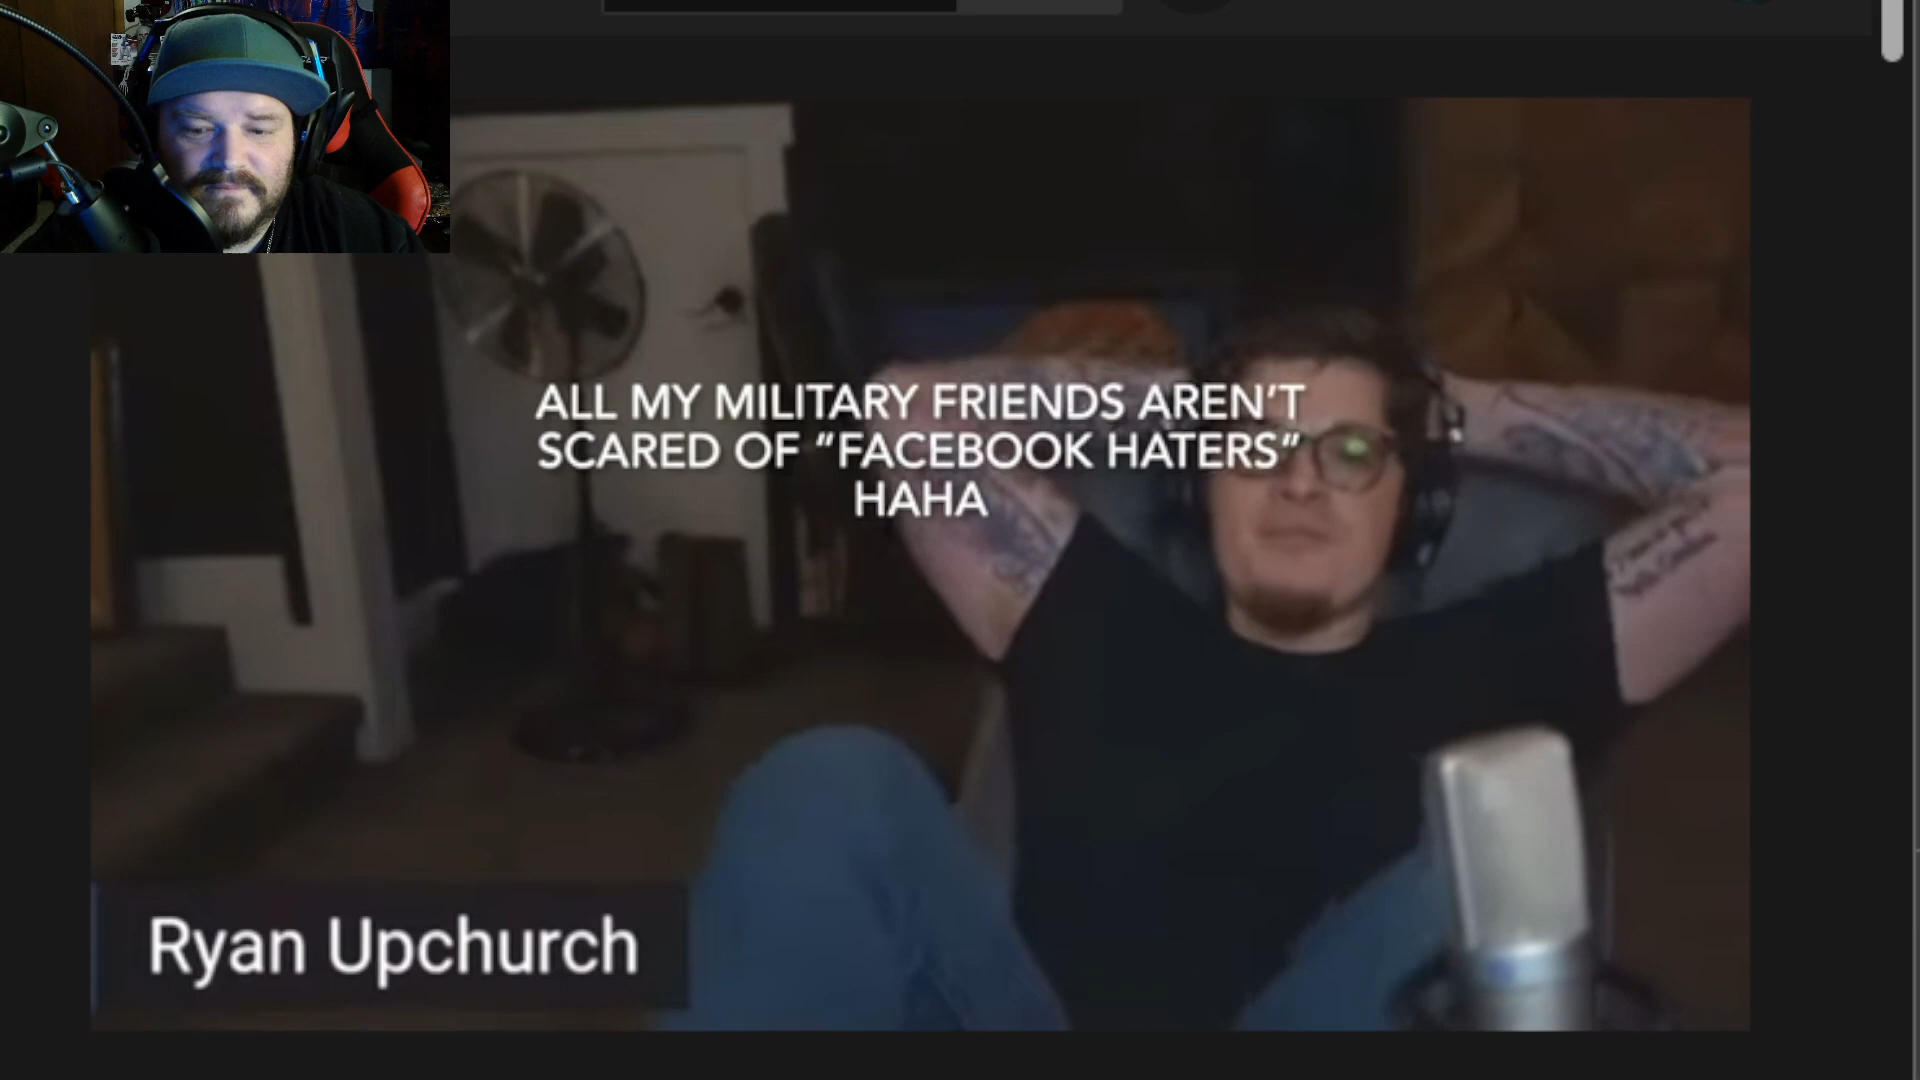 ALL MY MILITARY FRIENDS AREN’T
SCARED OF “FACEBOOK HATERS”
HAHA
Ryan Upchurch